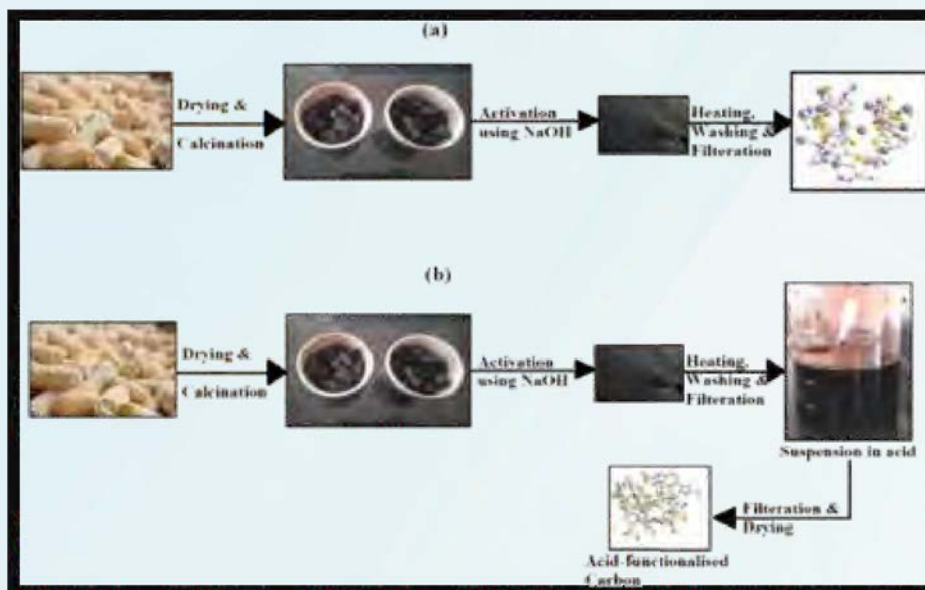 (a)
Drying &
Calcination
Activation
using NaOH
Heating,
Washing &
Filteration
(b)
Drying &
Calcination
Activation
using NaOH
Heating,
Washing &
Filteration
Suspension in acid
Filteration &
Drying
Acid-functionalised
Carbon